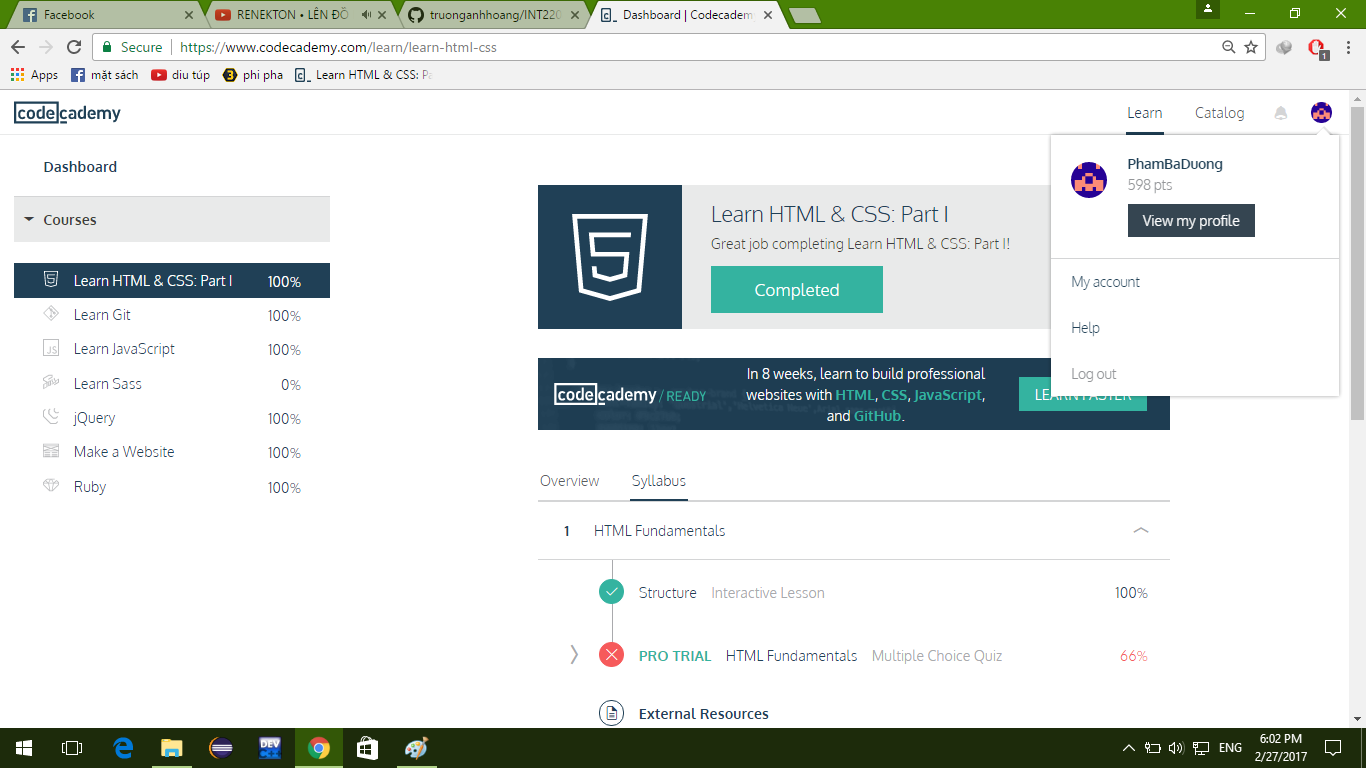 Facebook
RENEKTON • LÊN ĐỒ
truonganhhoang/INT220
Dashboard | Codecadem
Secure
https://www.codecademy.com/learn/learn-html-css
Apps
mặt sách
diu túp
phi pha
Learn HTML & CSS: Pa
1
codecademy
Learn
Catalog
Dashboard
Courses
Learn HTML & CSS: Part I 100%
Learn Git 100%
Learn JavaScript 100%
Learn Sass 0%
jQuery 100%
Make a Website 100%
Ruby 100%
PhamBaDuong
598 pts
View my profile
My account
Help
Log out
Learn HTML & CSS: Part I
Great job completing Learn HTML & CSS: Part I!
Completed
codecademy / READY
In 8 weeks, learn to build professional
websites with HTML, CSS, JavaScript,
and GitHub.
LEARN FASTER
Overview
Syllabus
1 HTML Fundamentals
Structure Interactive Lesson 100%
PRO TRIAL HTML Fundamentals Multiple Choice Quiz 66%
External Resources
DEV
ENG
6:02 PM
2/27/2017